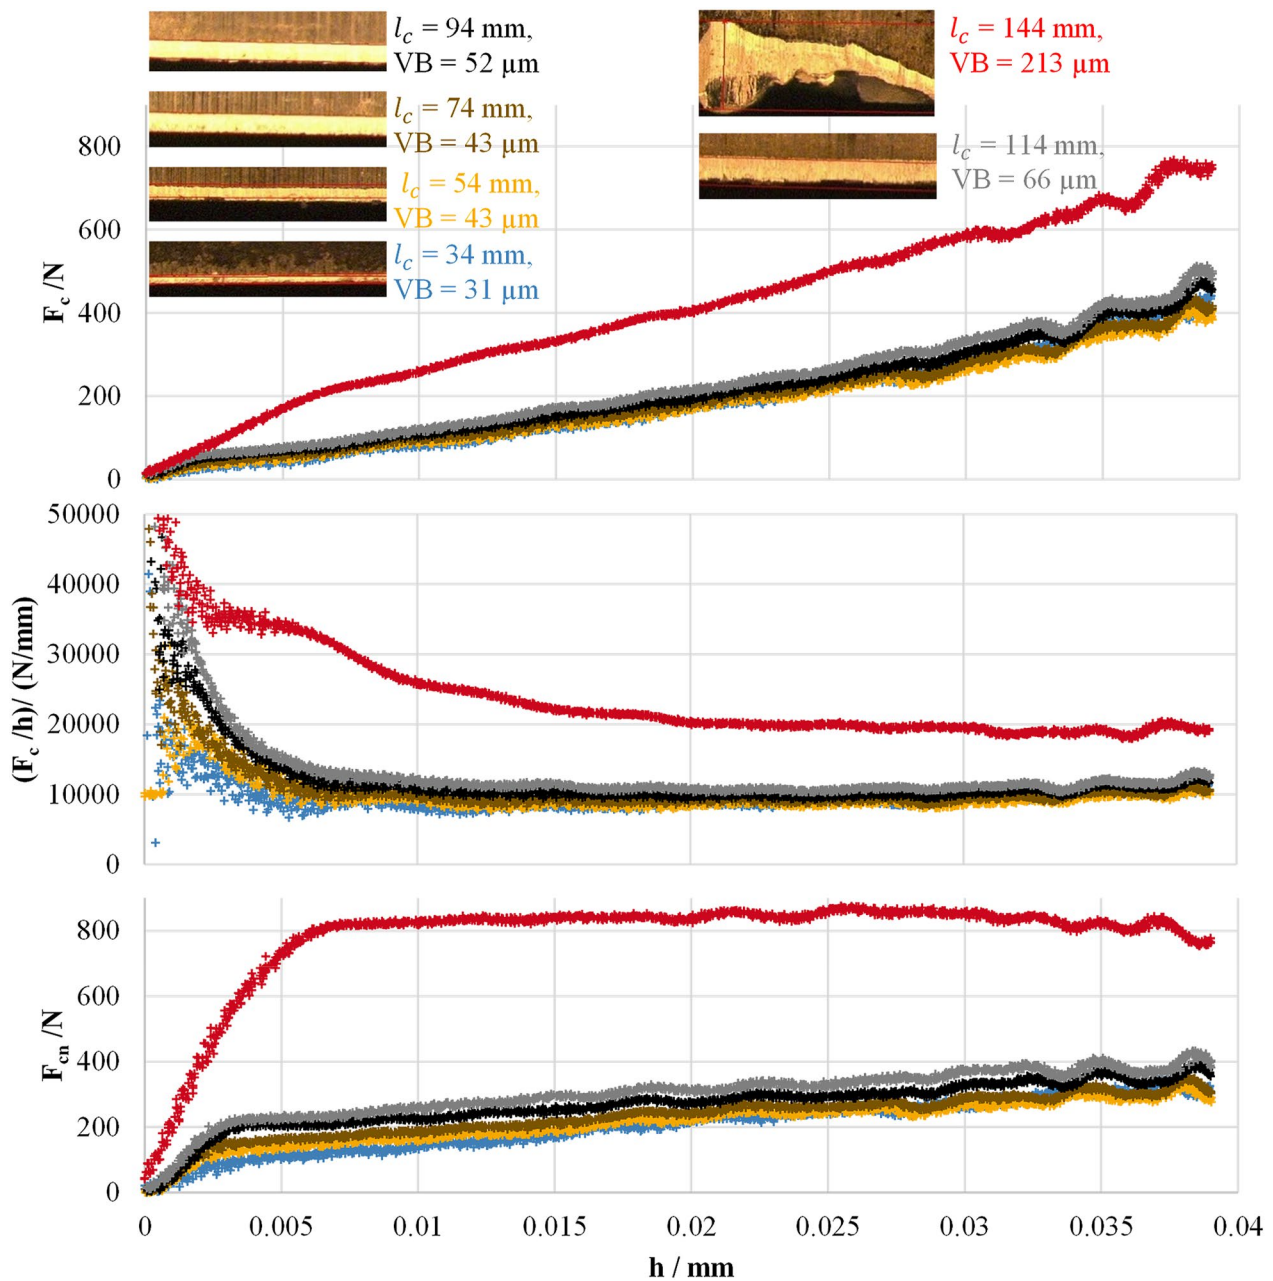 l_c = 94 mm,
VB = 52 µm
l_c = 74 mm,
VB = 43 µm
l_c = 54 mm,
VB = 43 µm
l_c = 34 mm,
VB = 31 µm
l_c = 144 mm,
VB = 213 µm
l_c = 114 mm,
VB = 66 µm
F_c /N
800
600
400
200
0
(F_c /h)/ (N/mm)
50000
40000
30000
20000
10000
0
F_cn /N
800
600
400
200
0
0 0.005 0.01 0.015 0.02 0.025 0.03 0.035 0.04
h / mm